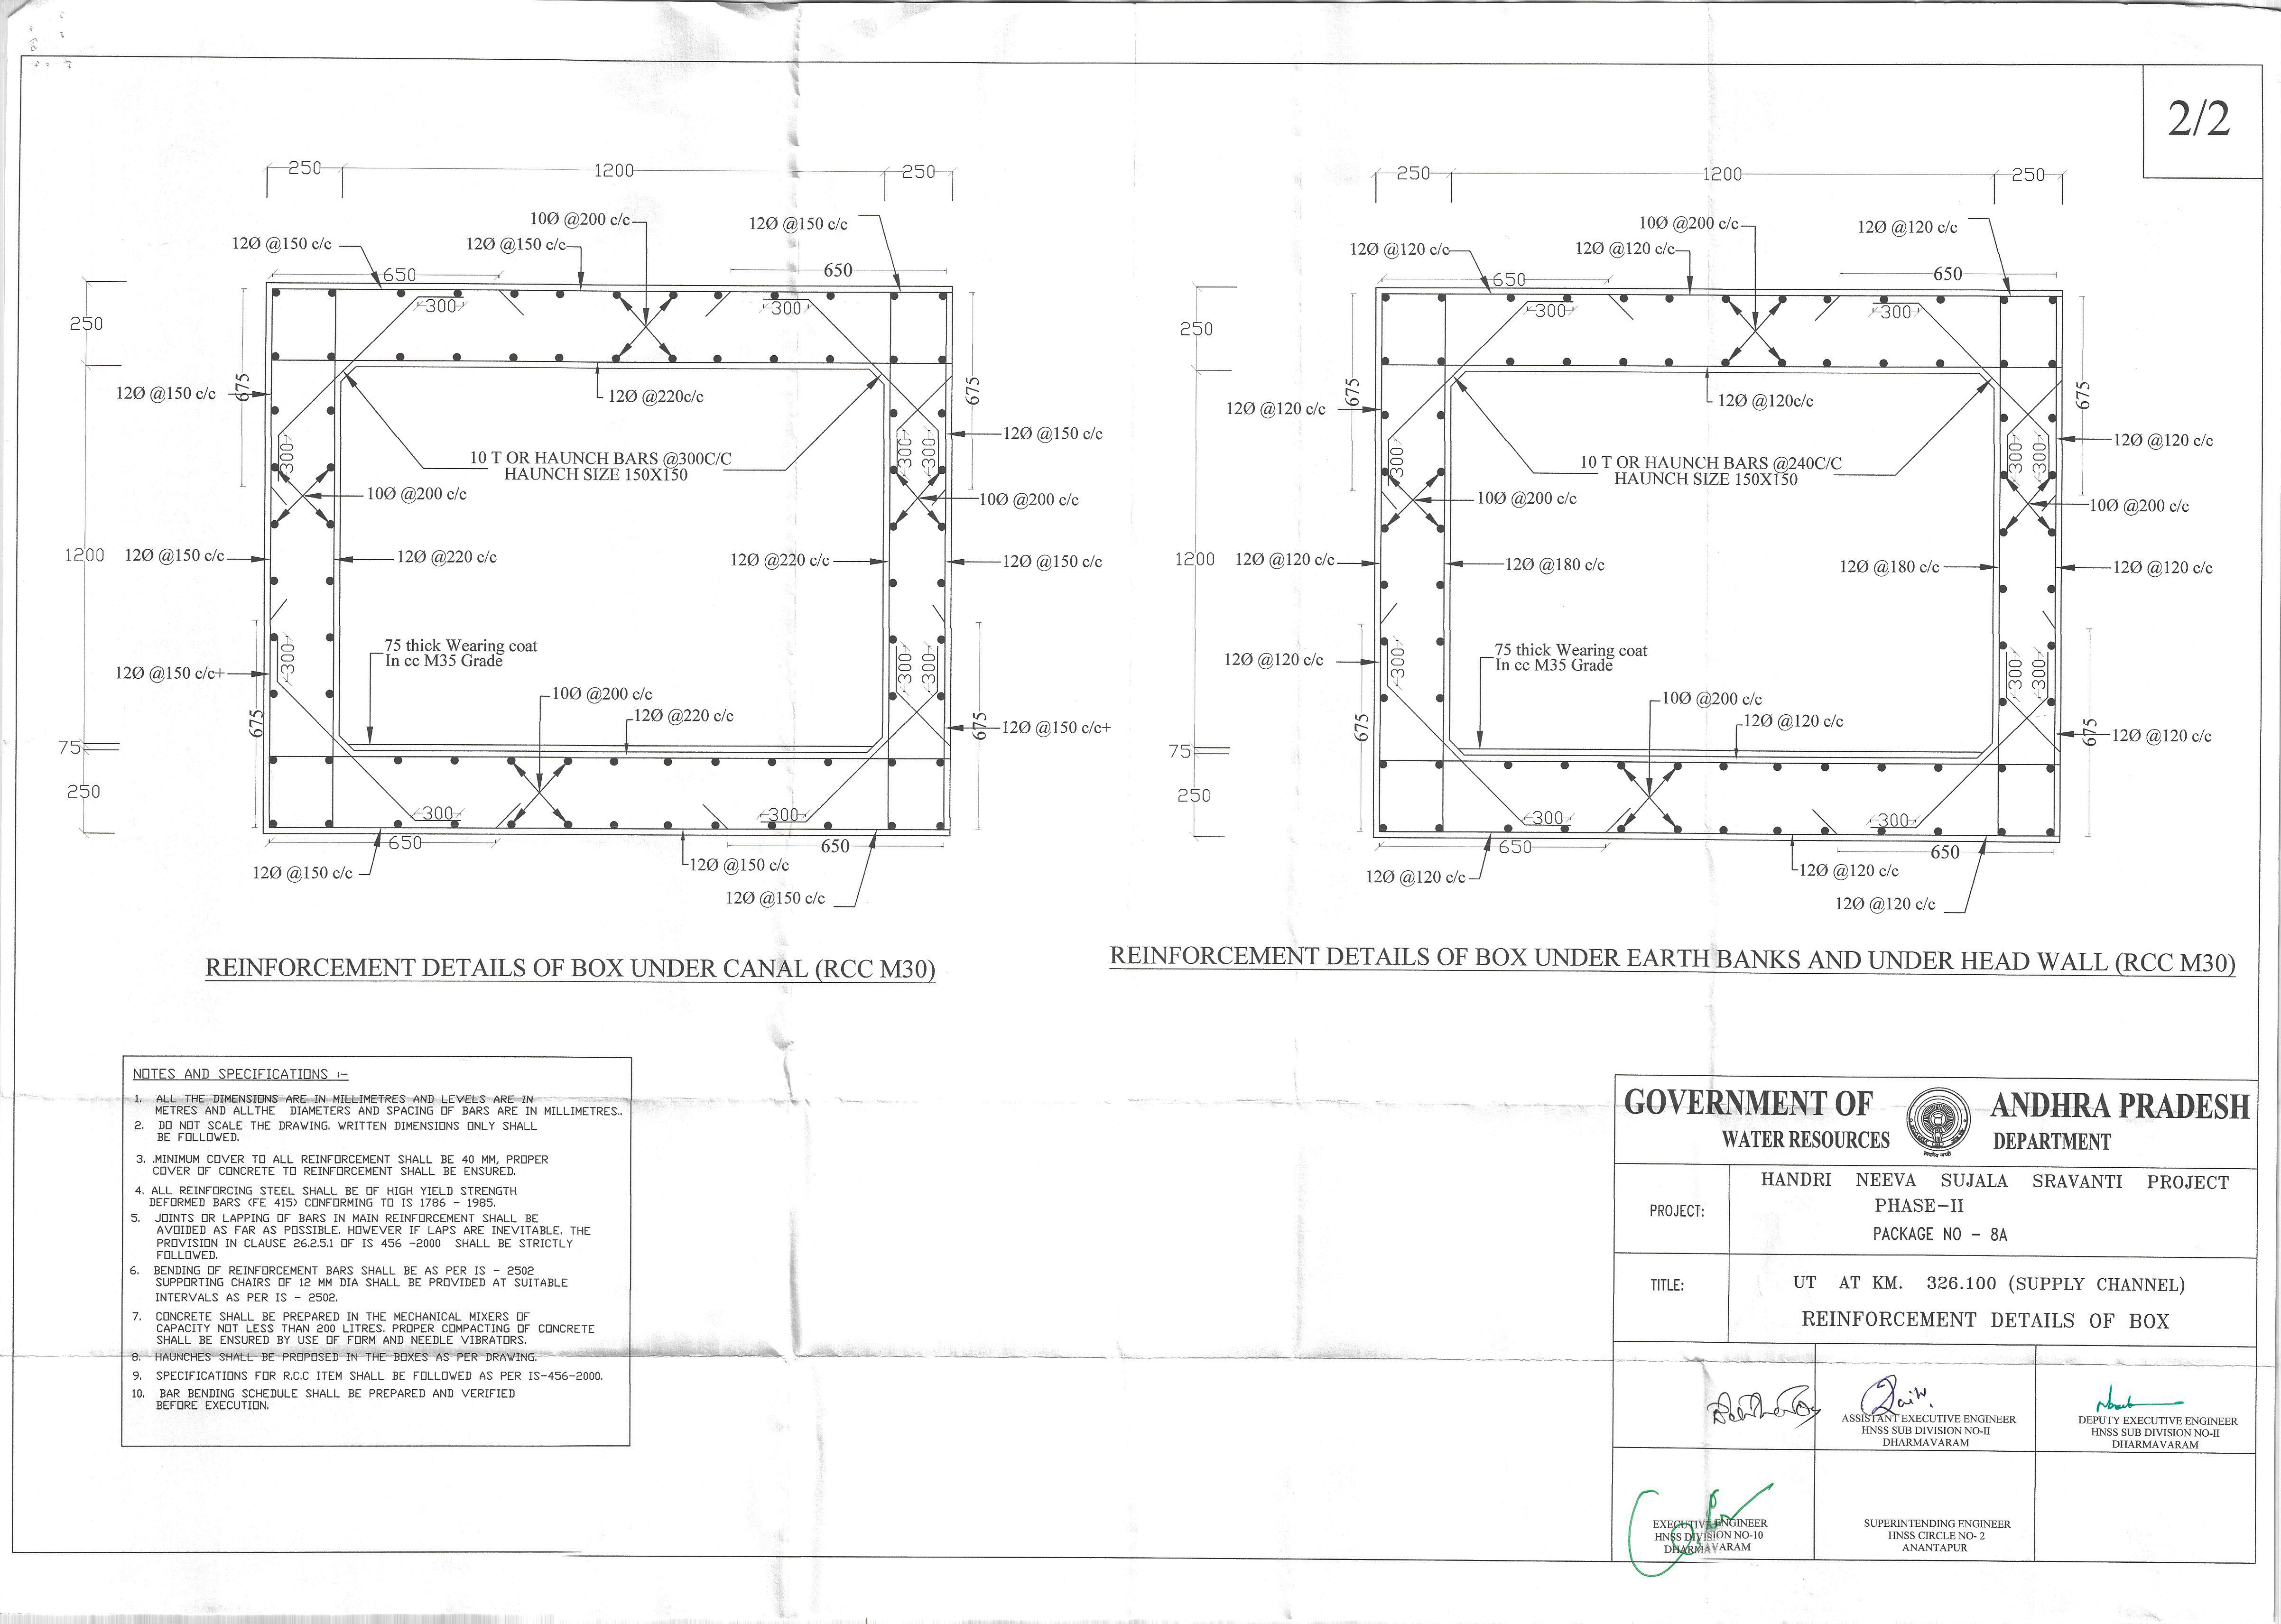 2/2
250
1200
250
10Ø @200 c/c
12Ø @150 c/c
12Ø @150 c/c
12Ø @150 c/c
650
650
300
300
250
675
675
12Ø @220c/c
12Ø @150 c/c
12Ø @150 c/c
10 T OR HAUNCH BARS @300C/C
HAUNCH SIZE 150X150
300
300
300
10Ø @200 c/c
10Ø @200 c/c
1200
12Ø @150 c/c
12Ø @220 c/c
12Ø @220 c/c
12Ø @150 c/c
75 thick Wearing coat
In cc M35 Grade
300
300
300
12Ø @150 c/c+
10Ø @200 c/c
12Ø @220 c/c
675
675
12Ø @150 c/c+
75
250
300
300
650
650
12Ø @150 c/c
12Ø @150 c/c
12Ø @150 c/c
REINFORCEMENT DETAILS OF BOX UNDER CANAL (RCC M30)
250
1200
250
10Ø @200 c/c
12Ø @120 c/c
12Ø @120 c/c
12Ø @120 c/c
650
650
300
300
250
675
675
12Ø @120c/c
12Ø @120 c/c
12Ø @120 c/c
10 T OR HAUNCH BARS @240C/C
HAUNCH SIZE 150X150
300
300
300
10Ø @200 c/c
10Ø @200 c/c
1200
12Ø @120 c/c
12Ø @180 c/c
12Ø @180 c/c
12Ø @120 c/c
75 thick Wearing coat
In cc M35 Grade
300
300
300
12Ø @120 c/c
10Ø @200 c/c
12Ø @120 c/c
675
675
12Ø @120 c/c
75
250
300
300
650
650
12Ø @120 c/c
12Ø @120 c/c
12Ø @120 c/c
REINFORCEMENT DETAILS OF BOX UNDER EARTH BANKS AND UNDER HEAD WALL (RCC M30)
NOTES AND SPECIFICATIONS :-
1. ALL THE DIMENSIONS ARE IN MILLIMETRES AND LEVELS ARE IN
METRES AND ALLTHE DIAMETERS AND SPACING OF BARS ARE IN MILLIMETRES..
2. DO NOT SCALE THE DRAWING. WRITTEN DIMENSIONS ONLY SHALL
BE FOLLOWED.
3. .MINIMUM COVER TO ALL REINFORCEMENT SHALL BE 40 MM, PROPER
COVER OF CONCRETE TO REINFORCEMENT SHALL BE ENSURED.
4. ALL REINFORCING STEEL SHALL BE OF HIGH YIELD STRENGTH
DEFORMED BARS (FE 415) CONFORMING TO IS 1786 - 1985.
5. JOINTS OR LAPPING OF BARS IN MAIN REINFORCEMENT SHALL BE
AVOIDED AS FAR AS POSSIBLE. HOWEVER IF LAPS ARE INEVITABLE. THE
PROVISION IN CLAUSE 26.2.5.1 OF IS 456 -2000 SHALL BE STRICTLY
FOLLOWED.
6. BENDING OF REINFORCEMENT BARS SHALL BE AS PER IS - 2502
SUPPORTING CHAIRS OF 12 MM DIA SHALL BE PROVIDED AT SUITABLE
INTERVALS AS PER IS - 2502.
7. CONCRETE SHALL BE PREPARED IN THE MECHANICAL MIXERS OF
CAPACITY NOT LESS THAN 200 LITRES. PROPER COMPACTING OF CONCRETE
SHALL BE ENSURED BY USE OF FORM AND NEEDLE VIBRATORS.
8. HAUNCHES SHALL BE PROPOSED IN THE BOXES AS PER DRAWING.
9. SPECIFICATIONS FOR R.C.C ITEM SHALL BE FOLLOWED AS PER IS-456-2000.
10. BAR BENDING SCHEDULE SHALL BE PREPARED AND VERIFIED
BEFORE EXECUTION.
GOVERNMENT OF ANDHRA PRADESH
WATER RESOURCES DEPARTMENT
PROJECT:
HANDRI NEEVA SUJALA SRAVANTI PROJECT
PHASE-II
PACKAGE NO - 8A
TITLE:
UT AT KM. 326.100 (SUPPLY CHANNEL)
REINFORCEMENT DETAILS OF BOX
ASSISTANT EXECUTIVE ENGINEER
HNSS SUB DIVISION NO-II
DHARMAVARAM
DEPUTY EXECUTIVE ENGINEER
HNSS SUB DIVISION NO-II
DHARMAVARAM
EXECUTIVE ENGINEER
HNSS DIVISION NO-10
DHARMAVARAM
SUPERINTENDING ENGINEER
HNSS CIRCLE NO- 2
ANANTAPUR